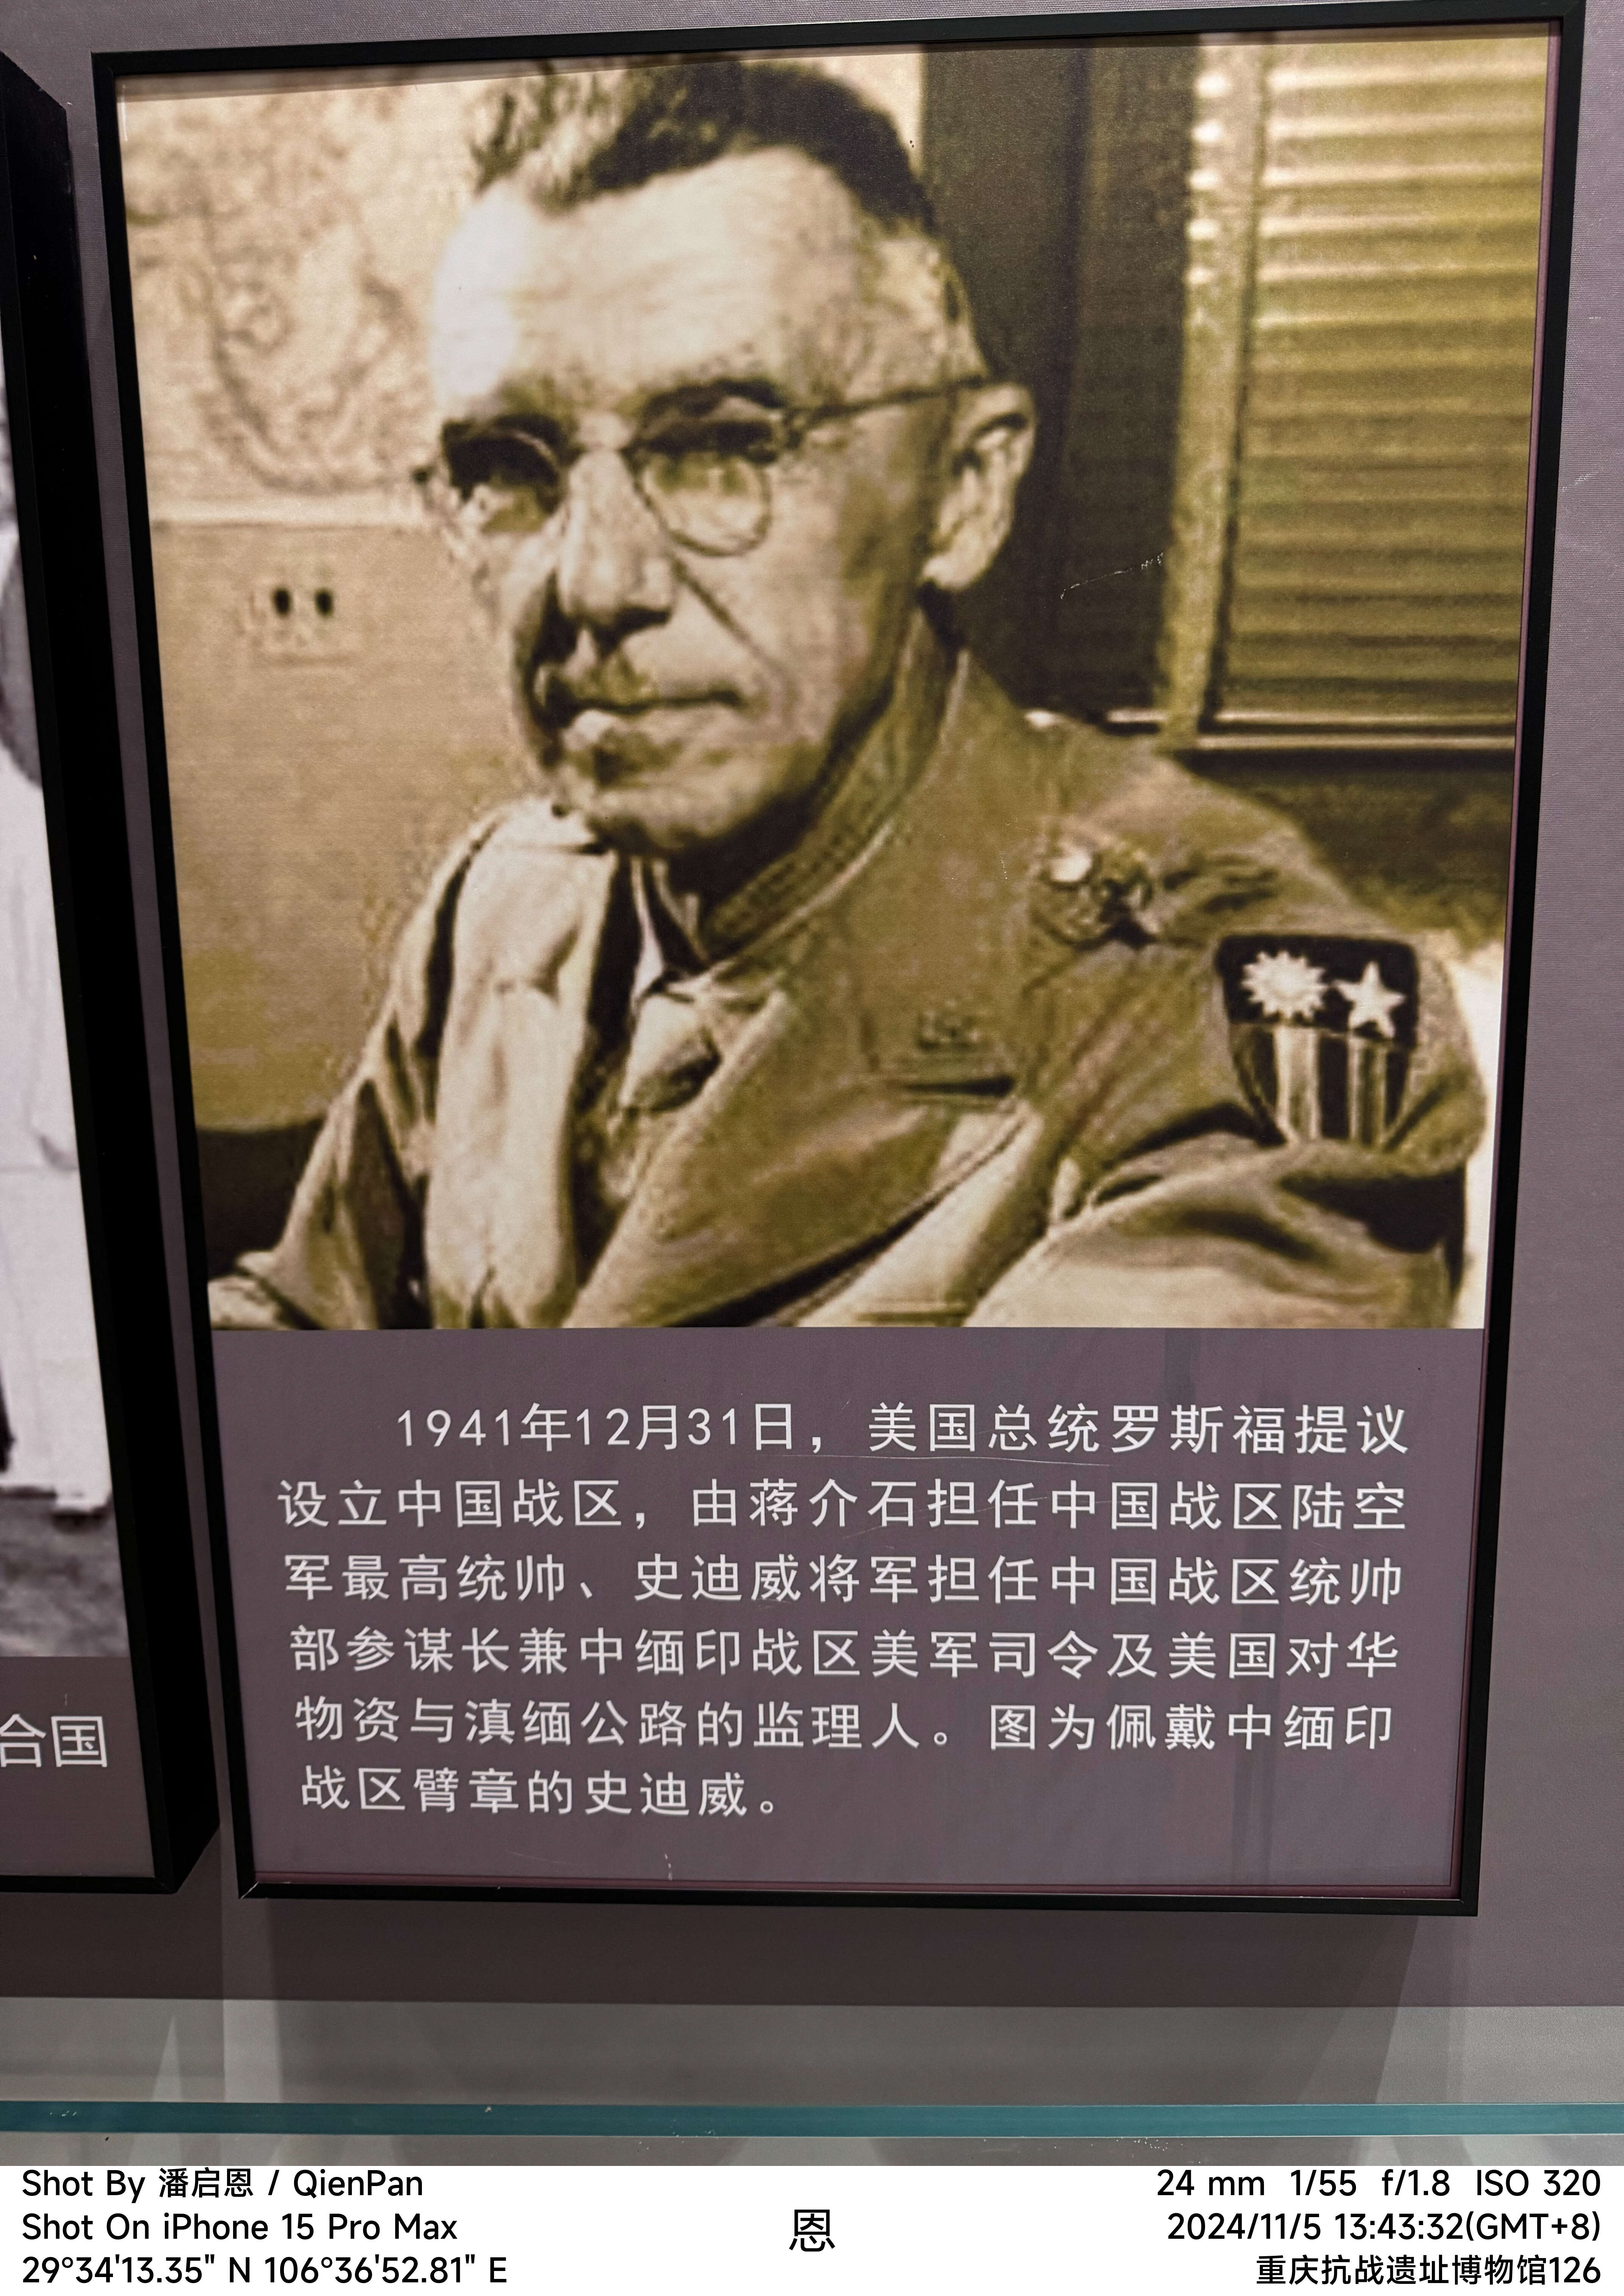 1941年12月31日，美国总统罗斯福提议
设立中国战区，由蒋介石担任中国战区陆空
军最高统帅、史迪威将军担任中国战区统帅
部参谋长兼中缅印战区美军司令及美国对华
物资与滇缅公路的监理人。图为佩戴中缅印
战区臂章的史迪威。
合国
Shot By 潘启恩 / QienPan
Shot On iPhone 15 Pro Max
29°34'13.35" N 106°36'52.81" E
恩
24 mm 1/55 f/1.8 ISO 320
2024/11/5 13:43:32(GMT+8)
重庆抗战遗址博物馆126